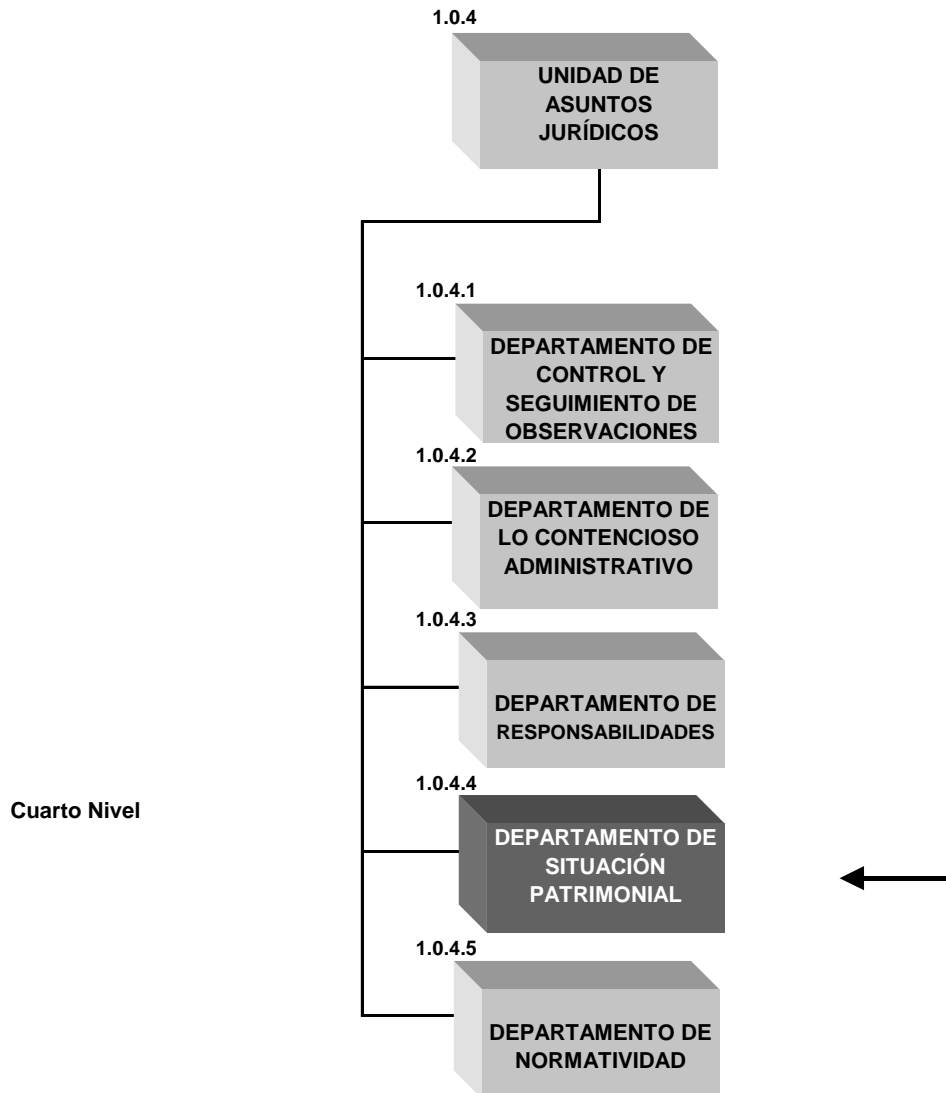 1.0.4
UNIDAD DE
ASUNTOS
JURÍDICOS
1.0.4.1
DEPARTAMENTO DE
CONTROL Y
SEGUIMIENTO DE
OBSERVACIONES
1.0.4.2
DEPARTAMENTO DE
LO CONTENCIOSO
ADMINISTRATIVO
1.0.4.3
DEPARTAMENTO DE
RESPONSABILIDADES
1.0.4.4
Cuarto Nivel
DEPARTAMENTO DE
SITUACIÓN
PATRIMONIAL
1.0.4.5
DEPARTAMENTO DE
NORMATIVIDAD